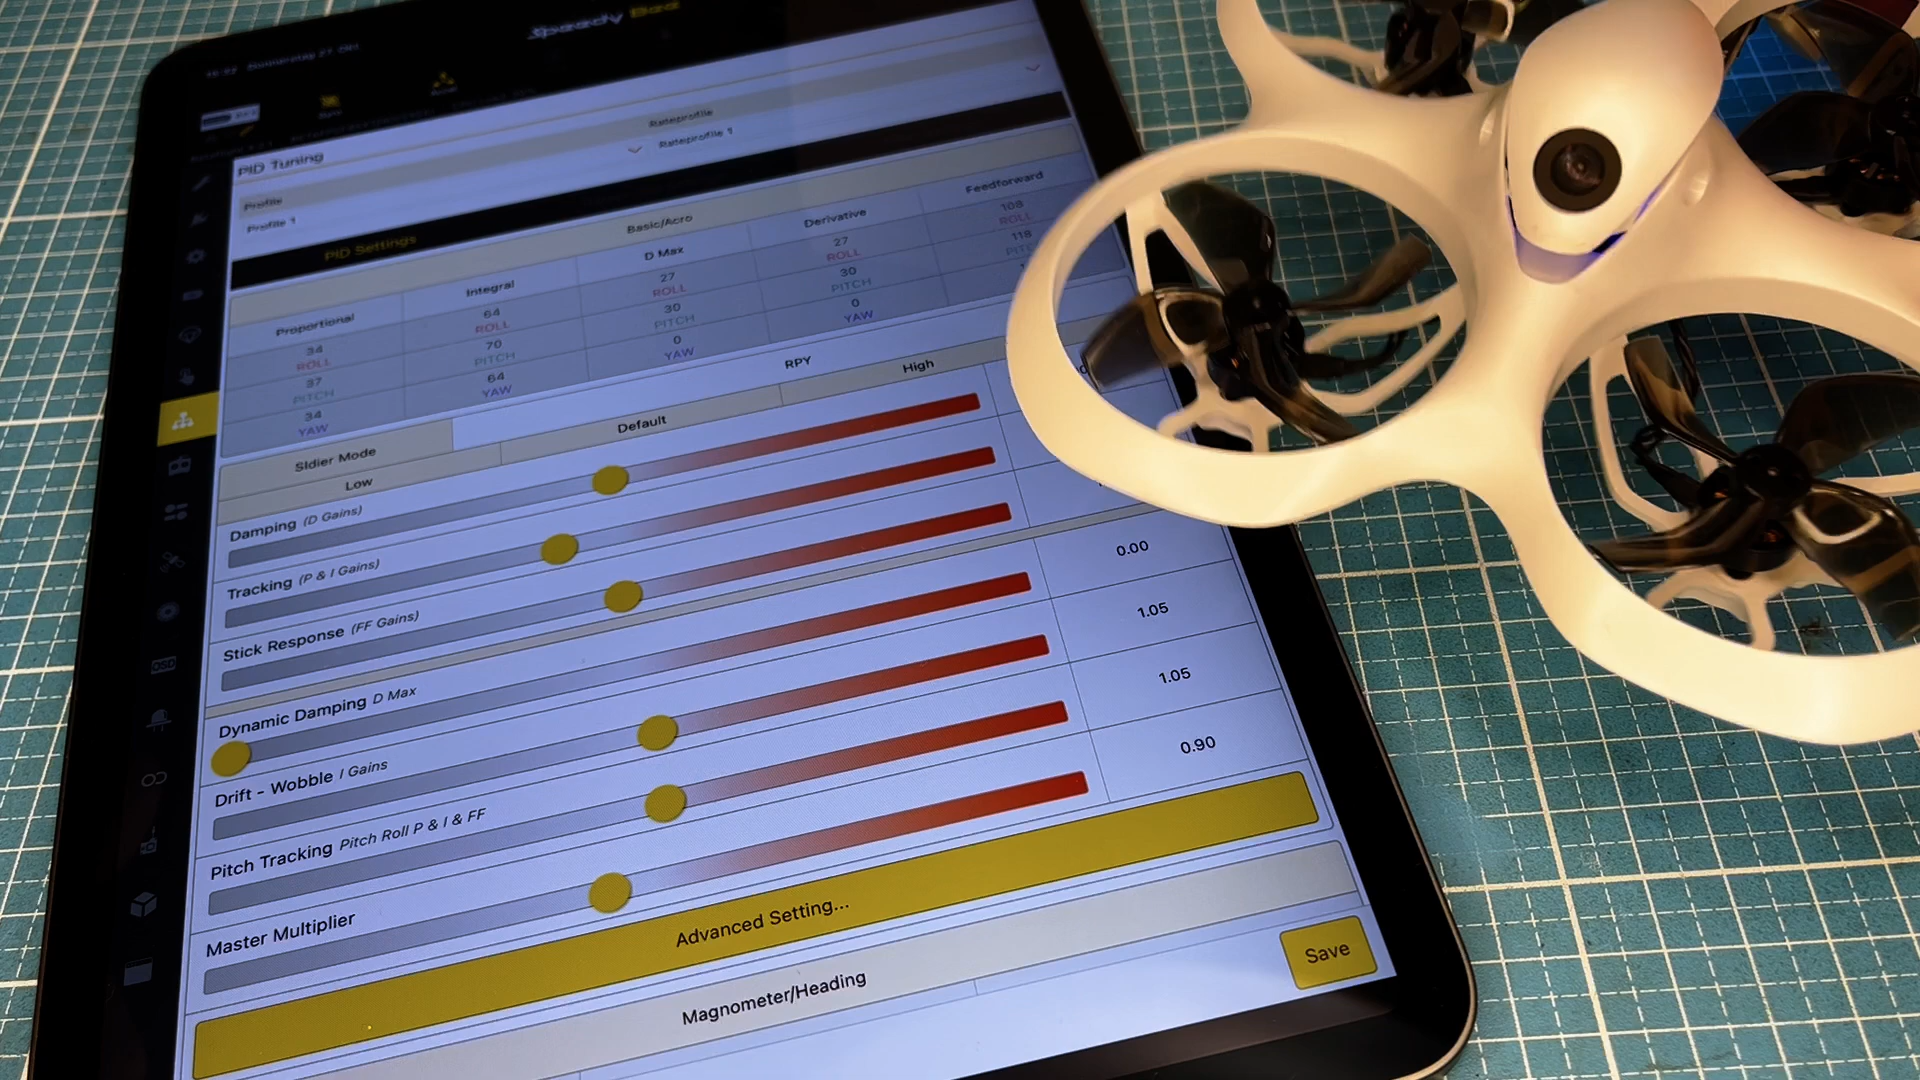 Speedy Bee
PID Tuning
Profile
Rateprofile
Profile 1
Rateprofile 1
PID Settings
Basic/Acro
Proportional Integral D Max Derivative Feedforward
34 64 27 27 108
ROLL ROLL ROLL ROLL ROLL
37 70 30 30 118
PITCH PITCH PITCH PITCH
34 64 0 0
YAW YAW YAW YAW
Sldier Mode RPY
Low Default High
Damping (D Gains)
Tracking (P & I Gains)
Stick Response (FF Gains)
Dynamic Damping D Max 0.00
Drift - Wobble I Gains 1.05
Pitch Tracking Pitch Roll P & I & FF 1.05
Master Multiplier 0.90
Advanced Setting...
Magnometer/Heading
Save
OSD